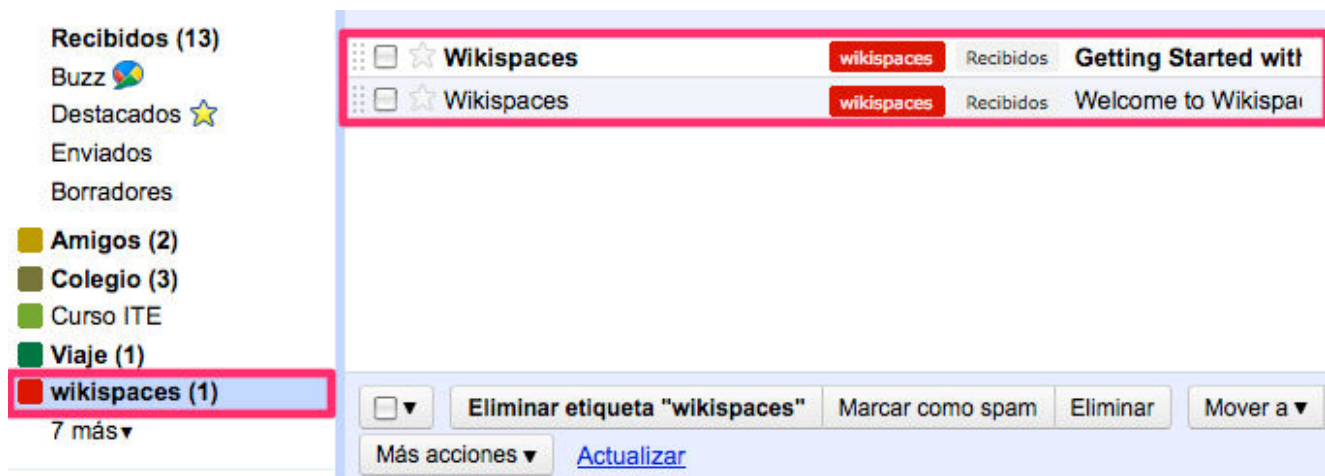 Recibidos (13)
Buzz
Destacados
Enviados
Borradores
Amigos (2)
Colegio (3)
Curso ITE
Viaje (1)
wikispaces (1)
7 más
Wikispaces wikispaces Recibidos Getting Started with
Wikispaces wikispaces Recibidos Welcome to
Eliminar etiqueta "wikispaces" Marcar como spam Eliminar Mover a
Más acciones Actualizar